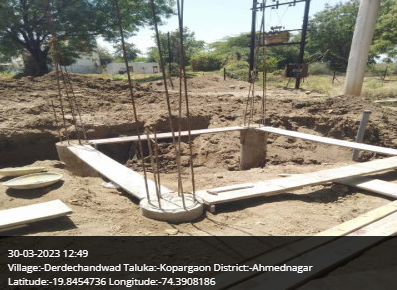 30-03-2023 12:49
Village:-Derdechandwad Taluka:-Kopargaon District:-Ahmednagar
Latitude:-19.8454736 Longitude:-74.3908186